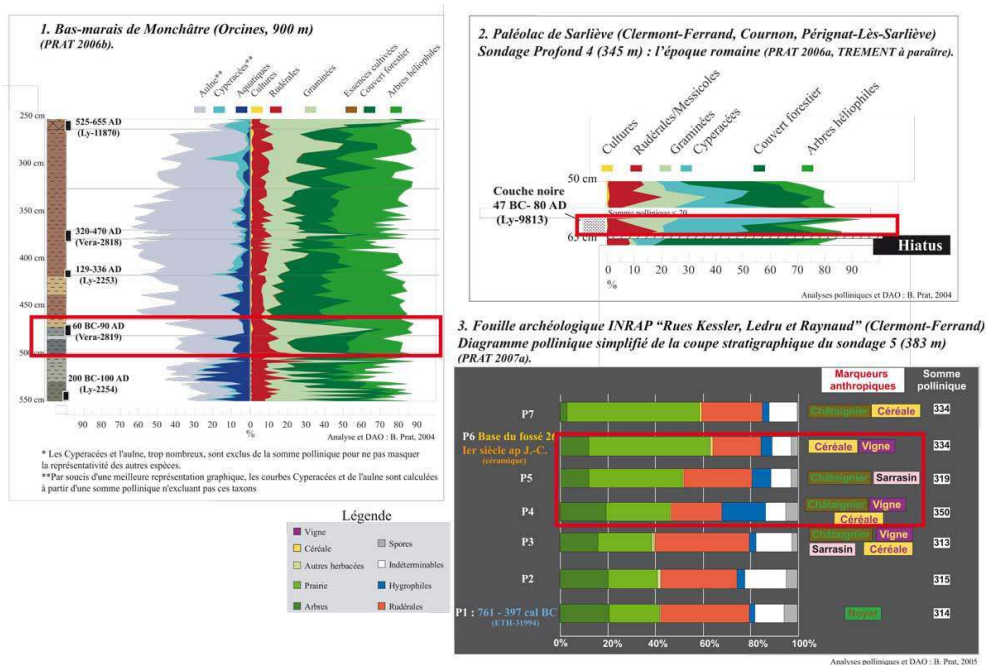 1. Bas-marais de Monchâtre (Orcines, 900 m)
(PRAT 2006b).
Aulne**
Cyperacées**
Aquatiques
Cultures
Rudérales
Graminées
Essences cultivées
Couvert forestier
Arbres héliophiles
250 cm
525-655 AD
(Ly-11870)
300 cm
350 cm
320-470 AD
(Vera-2818)
400 cm
129-336 AD
(Ly-2253)
450 cm
60 BC-90 AD
(Vera-2819)
500 cm
200 BC-100 AD
(Ly-2254)
550 cm
90 80 70 60 50 40 30 20 10 0 10 20 30 40 50 60 70 80 90
%
Analyse et DAO : B. Prat, 2004
* Les Cyperacées et l'aulne, trop nombreux, sont exclus de la somme pollinique pour ne pas masquer
la représentativité des autres espèces.
**Par soucis d'une meilleure représentation graphique, les courbes Cyperacées et de l'aulne sont calculées
à partir d'une somme pollinique n'excluant pas ces taxons
Légende
Vigne
Céréale
Autres herbacées
Prairie
Arbres
Spores
Indéterminables
Hygrophiles
Rudérales
2. Paléolac de Sarliève (Clermont-Ferrand, Cournon, Pérignat-Lès-Sarliève)
Sondage Profond 4 (345 m) : l'époque romaine (PRAT 2006a, TREMENT à paraître).
Cultures
Rudérales/Messicoles
Graminées
Cyperacées
Couvert forestier
Arbres héliophiles
50 cm
Couche noire
47 BC- 80 AD
(Ly-9813)
Somme pollinique < 20
65 cm
Hiatus
0 10 20 30 40 50 60 70 80 90
%
Analyses polliniques et DAO : B. Prat, 2004
3. Fouille archéologique INRAP “Rues Kessler, Ledru et Raynaud” (Clermont-Ferrand)
Diagramme pollinique simplifié de la coupe stratigraphique du sondage 5 (383 m)
(PRAT 2007a).
Marqueurs
anthropiques
Somme
pollinique
P7
Châtaignier Céréale 334
P6 Base du fossé 26
Ier siècle ap J.-C.
(céramique)
Céréale Vigne 334
P5
Châtaignier Sarrasin 319
P4
Châtaignier Vigne
Céréale
350
P3
Châtaignier Vigne
Sarrasin Céréale
313
P2
315
P1 : 761 - 397 cal BC
(ETH-31994)
Noyer 314
0% 20% 40% 60% 80% 100%
Analyses polliniques et DAO : B. Prat, 2005